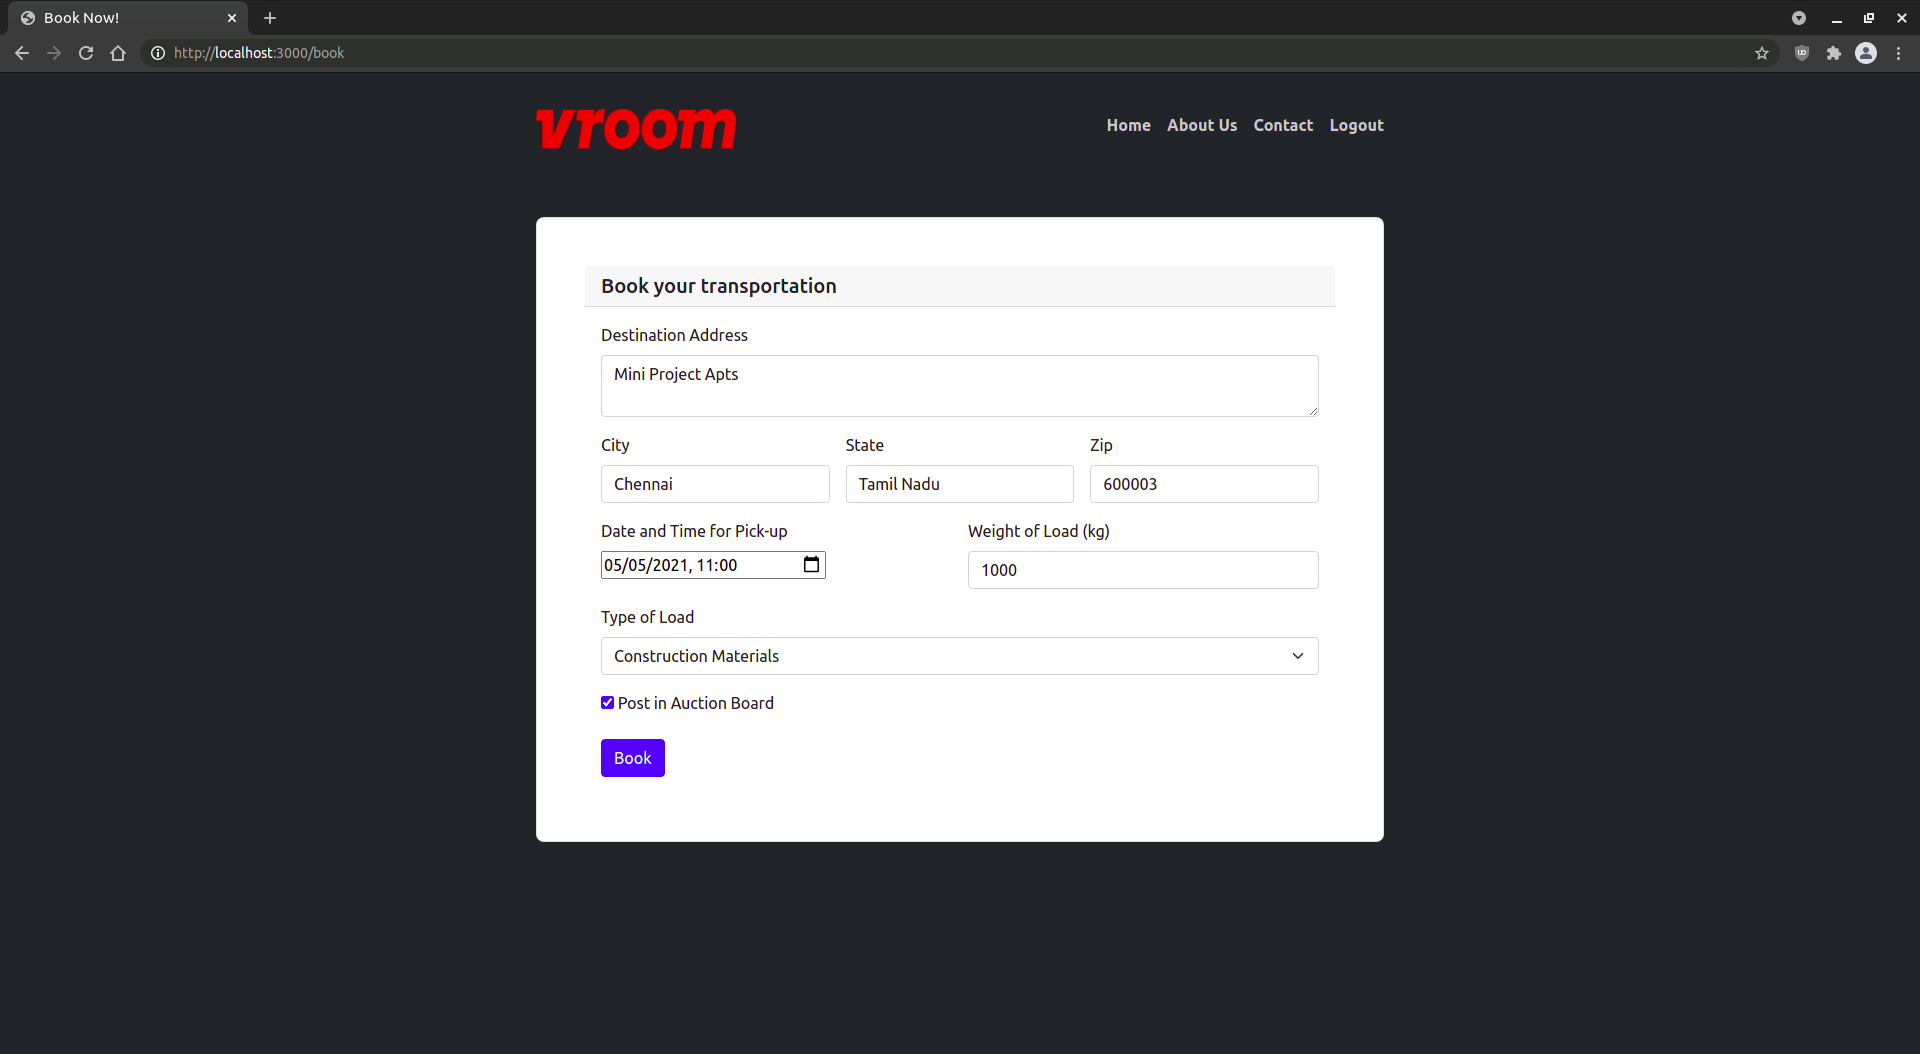 Book Now!
http://localhost:3000/book
vroom
Home About Us Contact Logout
Book your transportation
Destination Address
Mini Project Apts
City State Zip
Chennai Tamil Nadu 600003
Date and Time for Pick-up Weight of Load (kg)
05/05/2021, 11:00 1000
Type of Load
Construction Materials
Post in Auction Board
Book